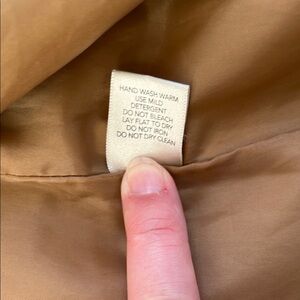 HAND WASH WARM
USE MILD
DETERGENT
DO NOT BLEACH
LAY FLAT TO DRY
DO NOT IRON
DO NOT DRY CLEAN